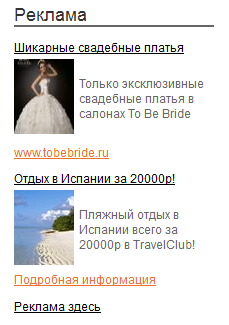 Реклама
Шикарные свадебные платья
Только эксклюзивные
свадебные платья в
салонах To Be Bride
www.tobebride.ru
Отдых в Испании за 20000р!
Пляжный отдых в
Испании всего за
20000р в TravelClub!
Подробная информация
Реклама здесь